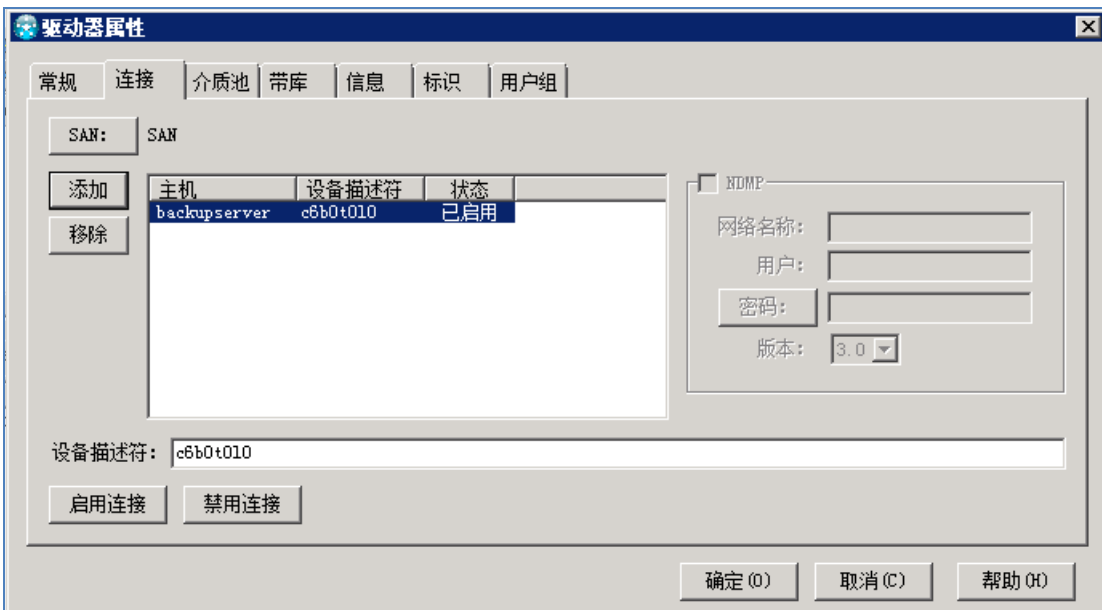 驱动器属性
常规 连接 介质池 带库 信息 标识 用户组
SAN: SAN
添加
移除
主机 设备描述符 状态
backupserver c6b0t0l0 已启用
NDMP
网络名称:
用户:
密码:
版本: 3.0
设备描述符: c6b0t0l0
启用连接 禁用连接
确定(O) 取消(C) 帮助(H)